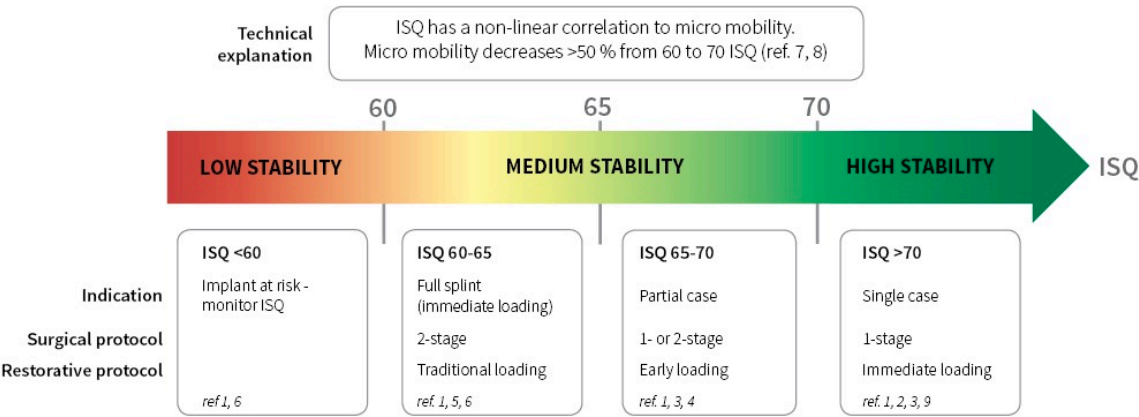 Technical explanation
ISQ has a non-linear correlation to micro mobility.
Micro mobility decreases >50 % from 60 to 70 ISQ (ref. 7, 8)
60 65 70
LOW STABILITY MEDIUM STABILITY HIGH STABILITY ISQ
ISQ <60 ISQ 60-65 ISQ 65-70 ISQ >70
Indication
Implant at risk -
monitor ISQ
Full splint
(immediate loading)
Partial case
Single case
Surgical protocol 2-stage 1- or 2-stage 1-stage
Restorative protocol Traditional loading Early loading Immediate loading
ref 1, 6 ref. 1, 5, 6 ref. 1, 3, 4 ref. 1, 2, 3, 9